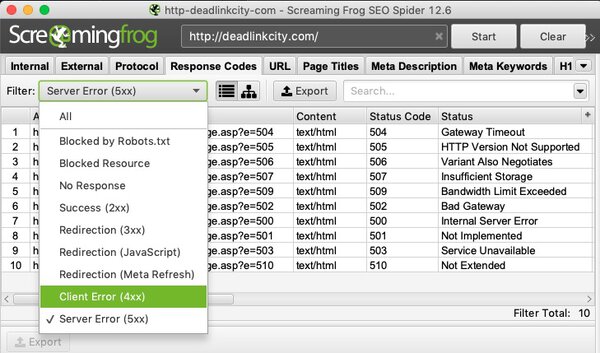 http-deadlinkcity-com - Screaming Frog SEO Spider 12.6
Screamingfrog http://deadlinkcity.com/ Start Clear
Internal External Protocol Response Codes URL Page Titles Meta Description Meta Keywords H1
Filter: Server Error (5xx) Export Search...
Content Status Code Status
All
1 ge.asp?e=504 text/html 504 Gateway Timeout
Blocked by Robots.txt
2 ge.asp?e=505 text/html 505 HTTP Version Not Supported
Blocked Resource
3 ge.asp?e=506 text/html 506 Variant Also Negotiates
No Response
4 ge.asp?e=507 text/html 507 Insufficient Storage
5 ge.asp?e=509 text/html 509 Bandwidth Limit Exceeded
Success (2xx)
6 ge.asp?e=502 text/html 502 Bad Gateway
Redirection (3xx)
7 ge.asp?e=500 text/html 500 Internal Server Error
8 ge.asp?e=501 text/html 501 Not Implemented
Redirection (JavaScript)
9 ge.asp?e=503 text/html 503 Service Unavailable
Redirection (Meta Refresh)
10 ge.asp?e=510 text/html 510 Not Extended
Client Error (4xx)
Server Error (5xx)
Filter Total: 10
Export